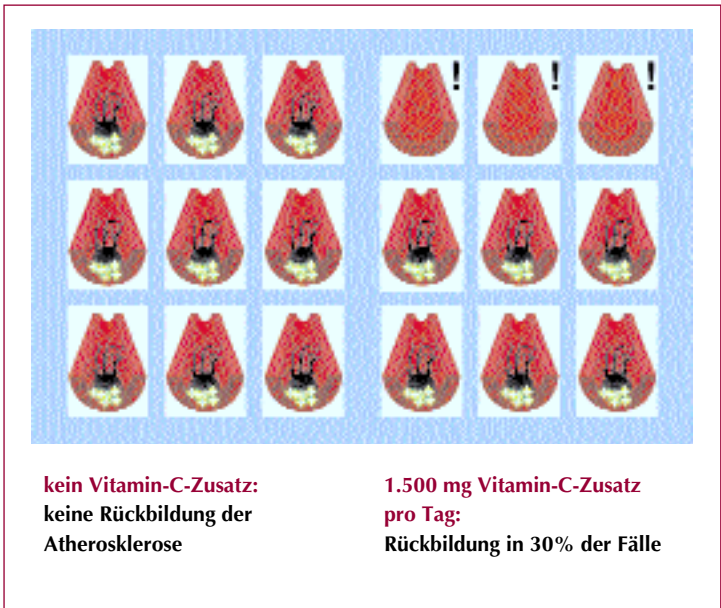 ! ! !
kein Vitamin-C-Zusatz:
keine Rückbildung der
Atherosklerose
1.500 mg Vitamin-C-Zusatz
pro Tag:
Rückbildung in 30% der Fälle